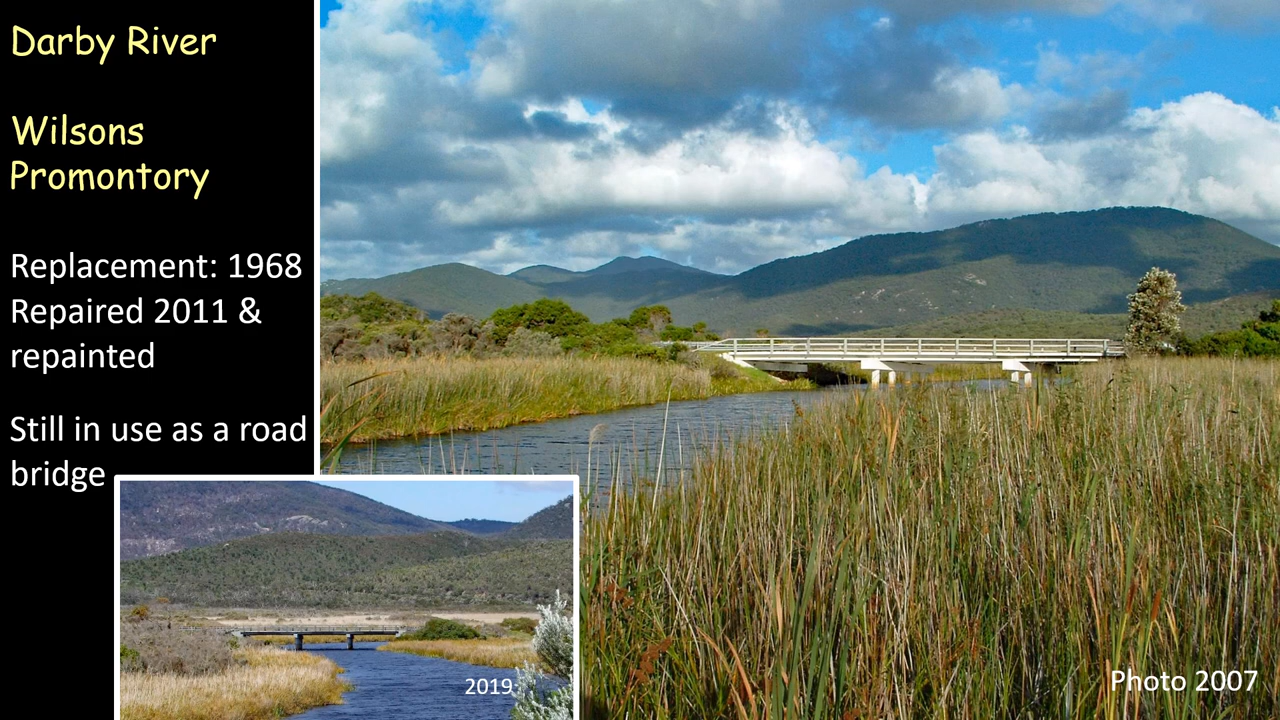 Darby River
Wilsons
Promontory
Replacement: 1968
Repaired 2011 &
repainted
Still in use as a road
bridge
2019
Photo 2007